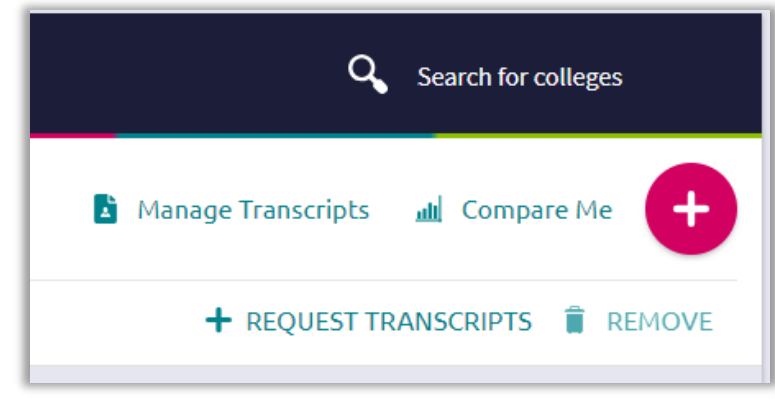 Search for colleges
Manage Transcripts Compare Me
REQUEST TRANSCRIPTS REMOVE